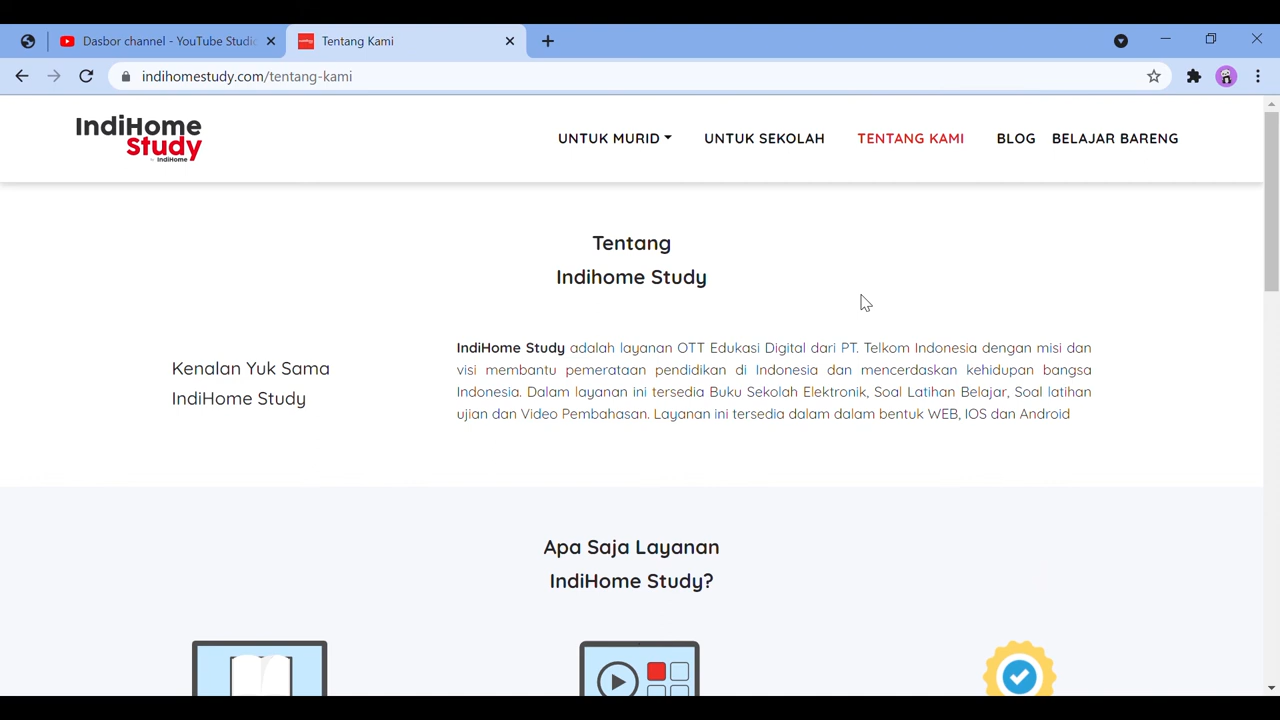 Dasbor channel - YouTube Studi
Tentang Kami
indihomestudy.com/tentang-kami
IndiHome
Study
by IndiHome
UNTUK MURID
UNTUK SEKOLAH
TENTANG KAMI
BLOG
BELAJAR BARENG
Tentang
Indihome Study
Kenalan Yuk Sama
IndiHome Study
IndiHome Study adalah layanan OTT Edukasi Digital dari PT. Telkom Indonesia dengan misi dan
visi membantu pemerataan pendidikan di Indonesia dan mencerdaskan kehidupan bangsa
Indonesia. Dalam layanan ini tersedia Buku Sekolah Elektronik, Soal Latihan Belajar, Soal latihan
ujian dan Video Pembahasan. Layanan ini tersedia dalam dalam bentuk WEB, IOS dan Android
Apa Saja Layanan
IndiHome Study?